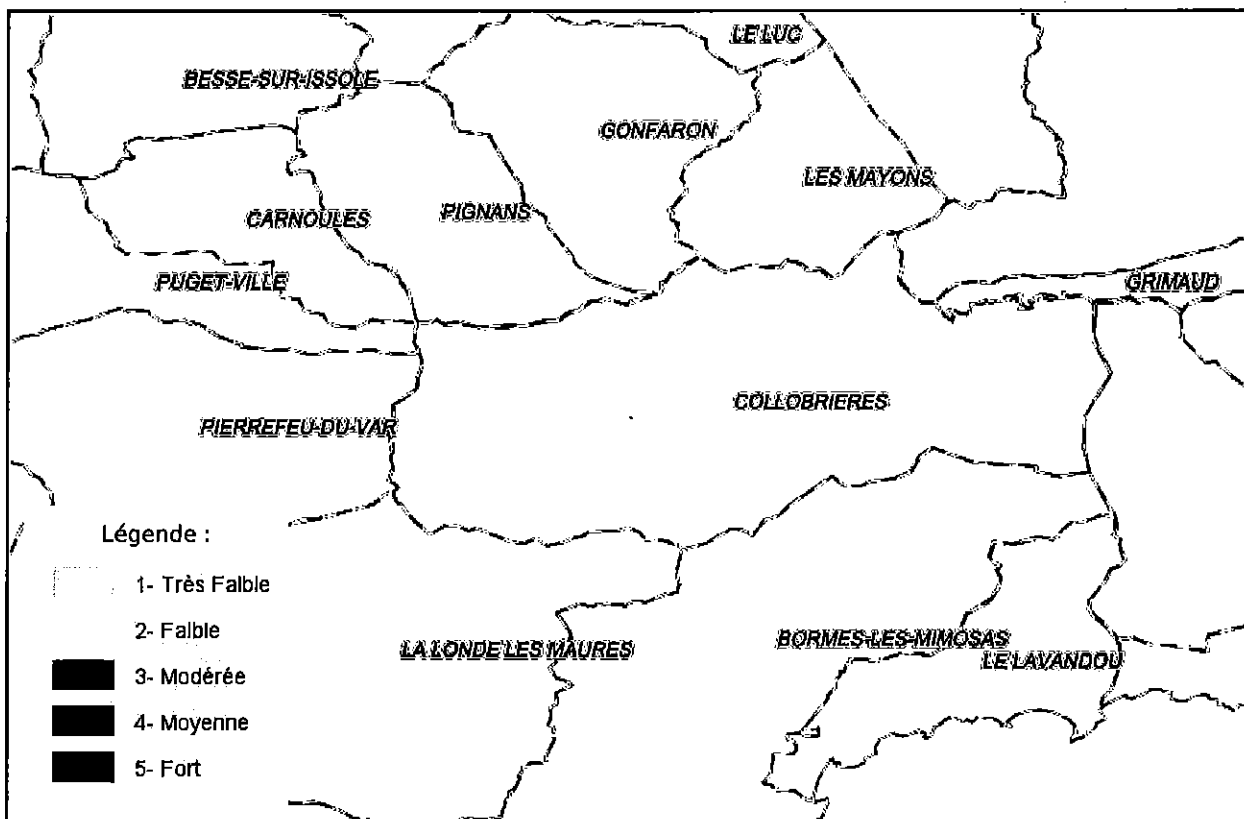 LE LUC
BESSE-SUR-ISSOLE
GONFARON
LES MAYONS
CARNOULES
PIGNANS
PUGET-VILLE
GRIMAUD
COLLOBRIERES
PIERREFEU-DU-VAR
Légende :
1- Très Faible
2- Faible
3- Modérée
4- Moyenne
5- Fort
LA LONDE LES MAURES
BORMES-LES-MIMOSAS
LE LAVANDOU